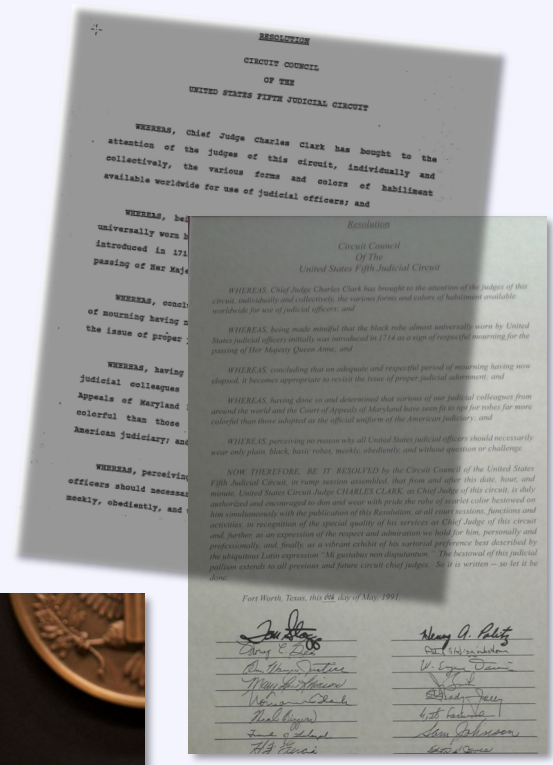 RESOLUTION
CIRCUIT COUNCIL
OF THE
UNITED STATES FIFTH JUDICIAL CIRCUIT
WHEREAS, Chief Judge Charles Clark has bought to the
attention of the judges of this circuit, individually and
collectively, the various forms and colors of habiliment
available worldwide for use of judicial officers; and
WHEREAS, bei
universally worn b
introduced in 171
passing of Her Maje
WHEREAS, concl
of mourning having n
the issue of proper
WHEREAS, having
judicial colleagues
Appeals of Maryland
colorful than those
American judiciary; and
WHEREAS, perceiving
officers should necessar
meekly, obediently, and
Resolution
Circuit Council
Of The
United States Fifth Judicial Circuit
WHEREAS, Chief Judge Charles Clark has brought to the attention of the judges of this
circuit, individually and collectively, the various forms and colors of habiliment available
worldwide for use of judicial officers; and
WHEREAS, being made mindful that the black robe almost universally worn by United
States judicial officers initially was introduced in 1714 as a sign of respectful mourning for the
passing of Her Majesty Queen Anne; and
WHEREAS, concluding that an adequate and respectful period of mourning having now
elapsed, it becomes appropriate to revisit the issue of proper judicial adornment; and
WHEREAS, having done so and determined that various of our judicial colleagues from
around the world and the Court of Appeals of Maryland have seen fit to opt for robes far more
colorful than those adopted as the official uniform of the American judiciary; and
WHEREAS, perceiving no reason why all United States judicial officers should necessarily
wear only plain, black, basic robes, meekly, obediently, and without question or challenge.
NOW, THEREFORE, BE IT RESOLVED by the Circuit Council of the United States
Fifth Judicial Circuit, in rump session assembled, that from and after this date, hour, and
minute, United States Circuit Judge CHARLES CLARK, as Chief Judge of this circuit, is duly
authorized and encouraged to don and wear with pride the robe of scarlet color bestowed on
him simultaneously with the publication of this Resolution, at all court sessions, functions and
activities, in recognition of the special quality of his services as Chief Judge of this circuit
and, further, as an expression of the respect and admiration we hold for him, personally and
professionally, and, finally, as a vibrant exhibit of his sartorial preference best described by
the ubiquitous Latin expression "Mi gustabes non disputantum." The bestowal of this judicial
pallium extends to all previous and future circuit chief judges. So it is written -- so let it be
done.
Fort Worth, Texas, this day of May, 1991.
Henry A. Politz
W. Eugene Davis
Sam Johnson